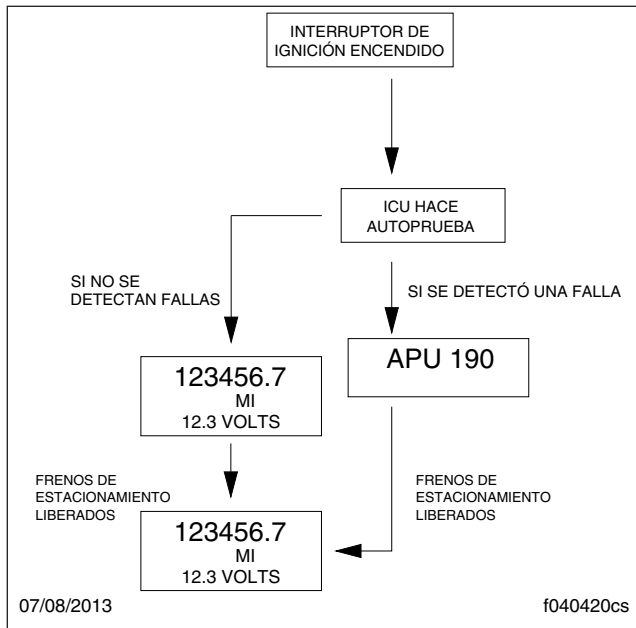 INTERRUPTOR DE
IGNICIÓN ENCENDIDO
ICU HACE
AUTOPRUEBA
SI NO SE
DETECTAN FALLAS
SI SE DETECTÓ UNA FALLA
123456.7
MI
12.3 VOLTS
APU 190
FRENOS DE
ESTACIONAMIENTO
LIBERADOS
FRENOS DE
ESTACIONAMIENTO
LIBERADOS
123456.7
MI
12.3 VOLTS
07/08/2013
f040420cs